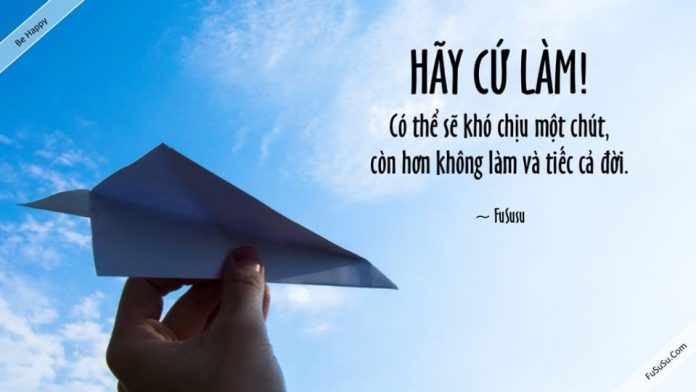 Be Happy
HÃY CỨ LÀM!
Có thể sẽ khó chịu một chút,
còn hơn không làm và tiếc cả đời.
~ FuSusu
FuSuSu.Com